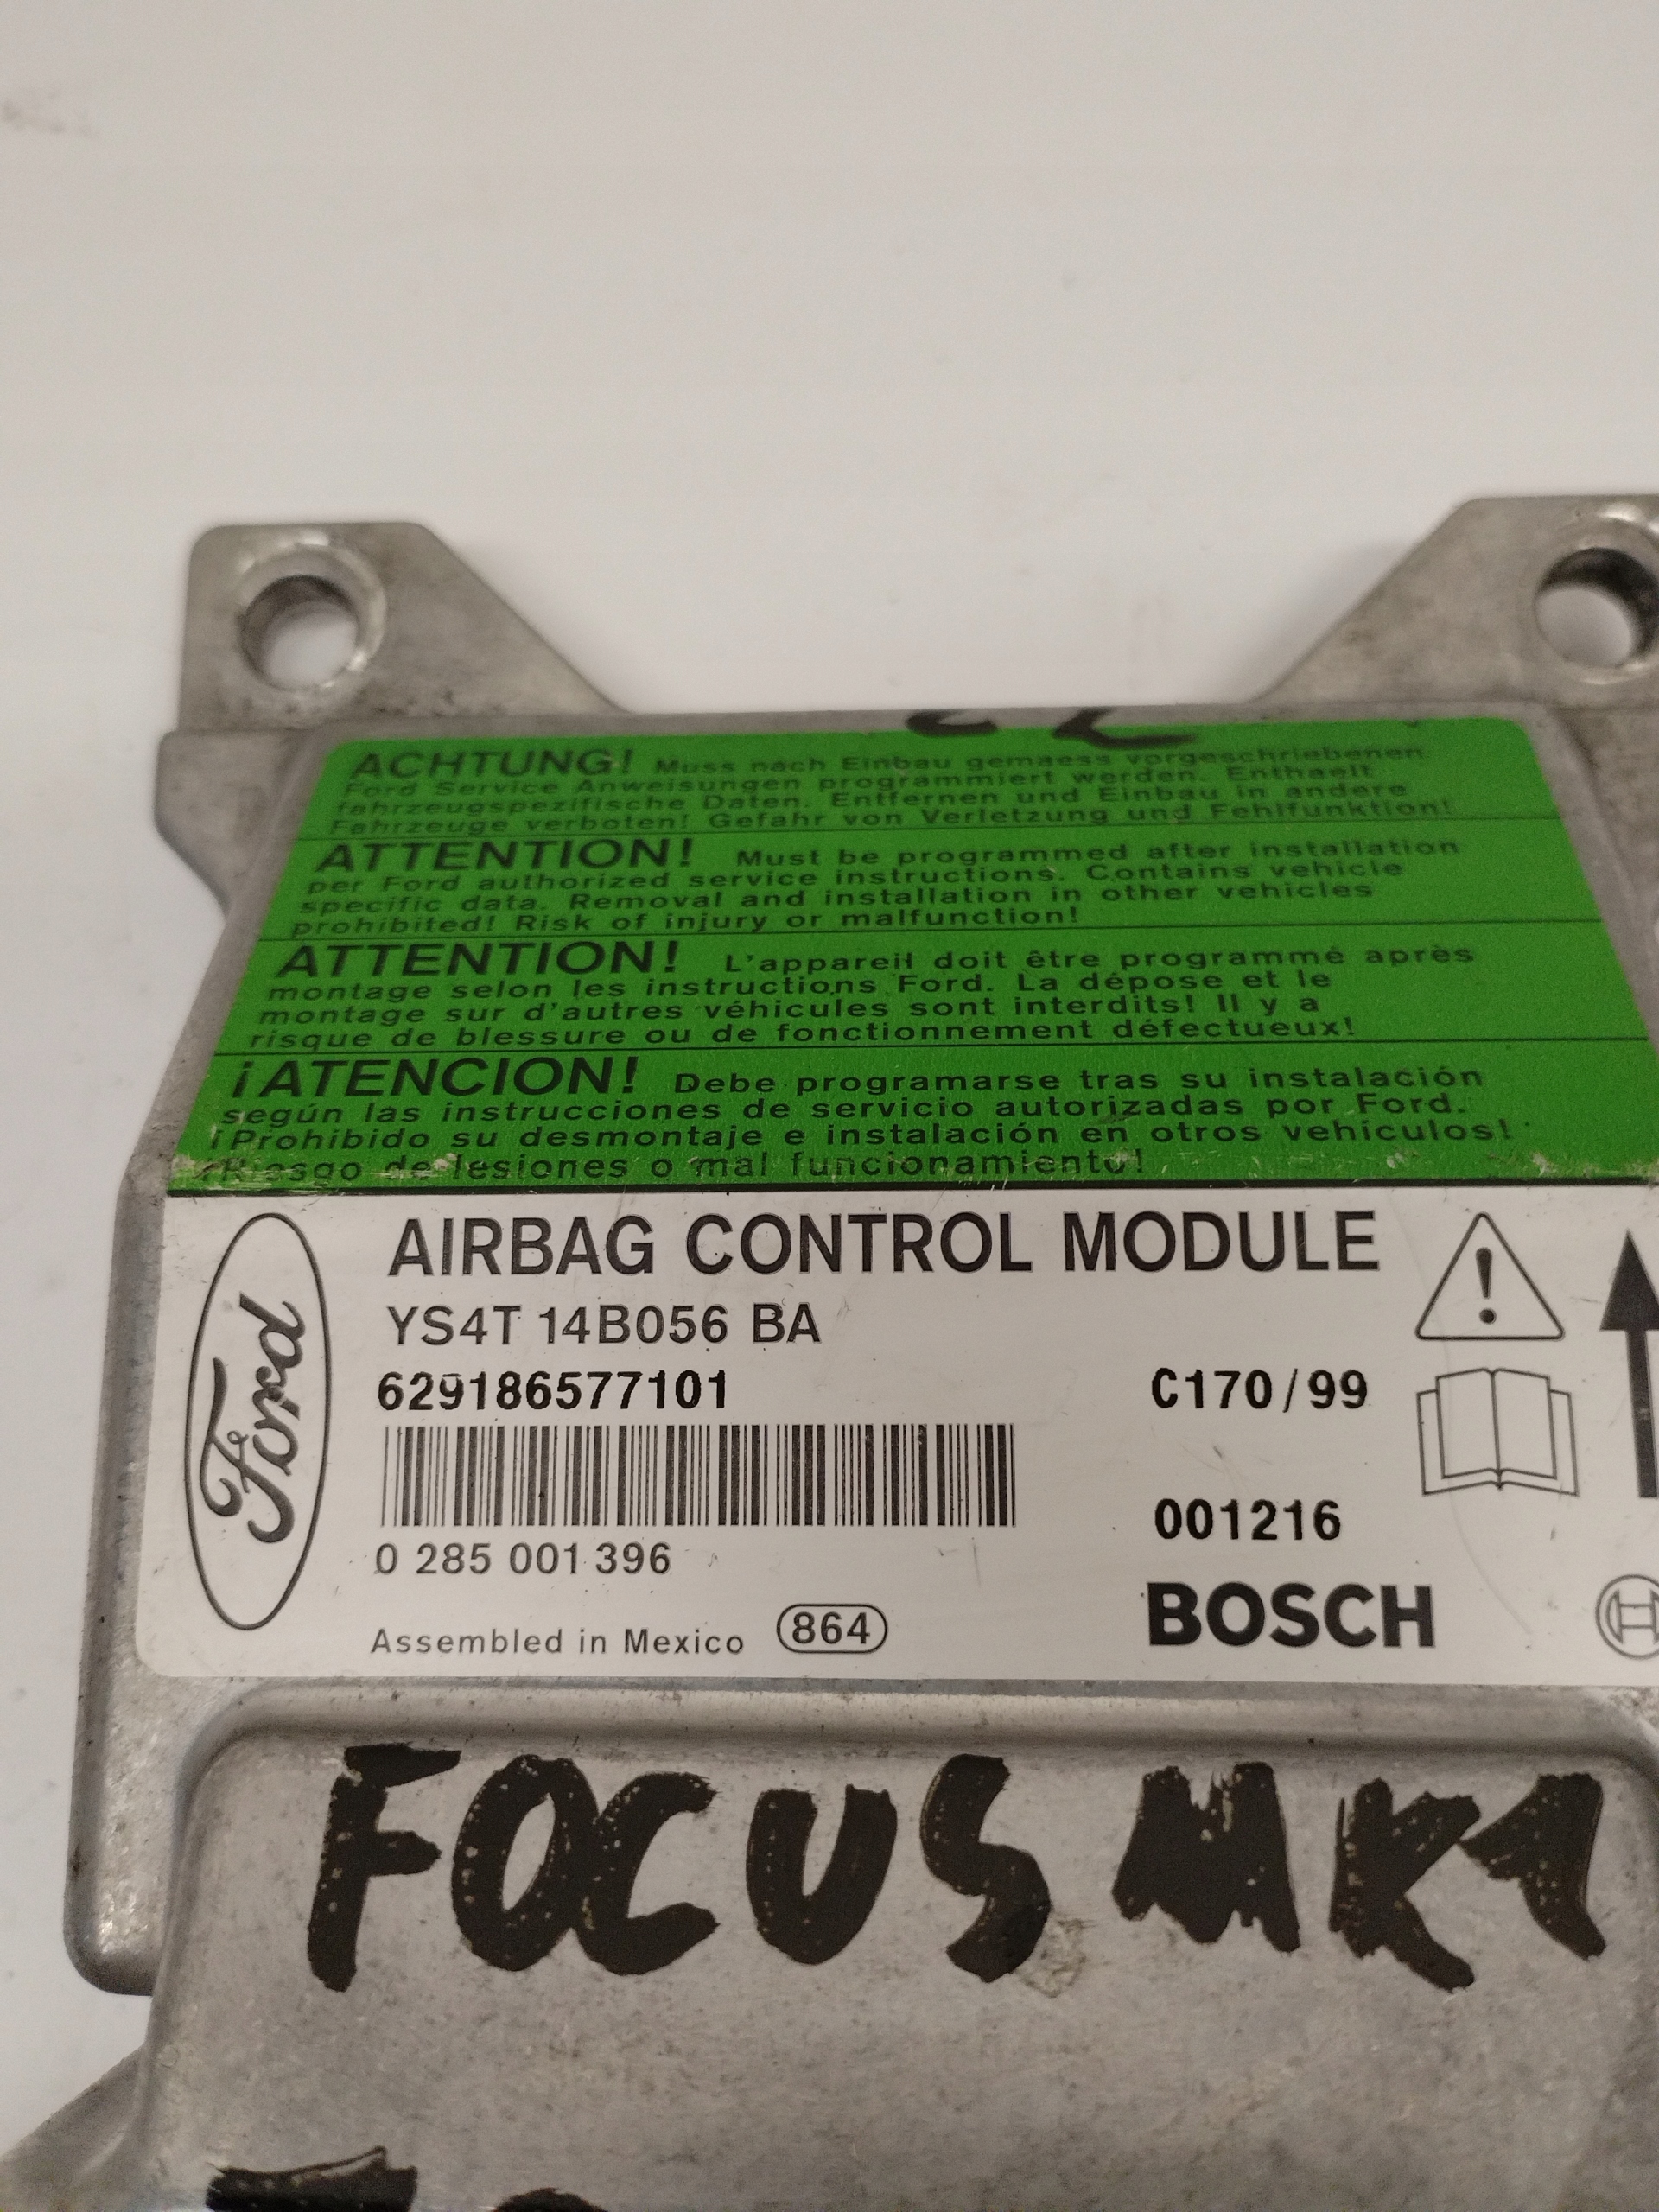 ACHTUNG! Muss nach Einbau gemaess vorgeschriebenen
Ford Service Anweisungen programmiert werden. Enthaelt
fahrzeugspezifische Daten. Entfernen und Einbau in andere
Fahrzeuge verboten! Gefahr von Verletzung und Fehlfunktion!
ATTENTION! Must be programmed after installation
per Ford authorized service instructions. Contains vehicle
specific data. Removal and installation in other vehicles
prohibited! Risk of injury or malfunction!
ATTENTION! L'appareil doit être programmé après
montage selon les instructions Ford. La dépose et le
montage sur d'autres véhicules sont interdits! Il y a
risque de blessure ou de fonctionnement défectueux!
¡ATENCION! Debe programarse tras su instalación
según las instrucciones de servicio autorizadas por Ford.
¡Prohibido su desmontaje e instalación en otros vehículos!
¡Riesgo de lesiones o mal funcionamiento!
Ford
AIRBAG CONTROL MODULE
YS4T 14B056 BA
629186577101 C170/99
001216
0 285 001 396
Assembled in Mexico 864 BOSCH
FOCUS MK1